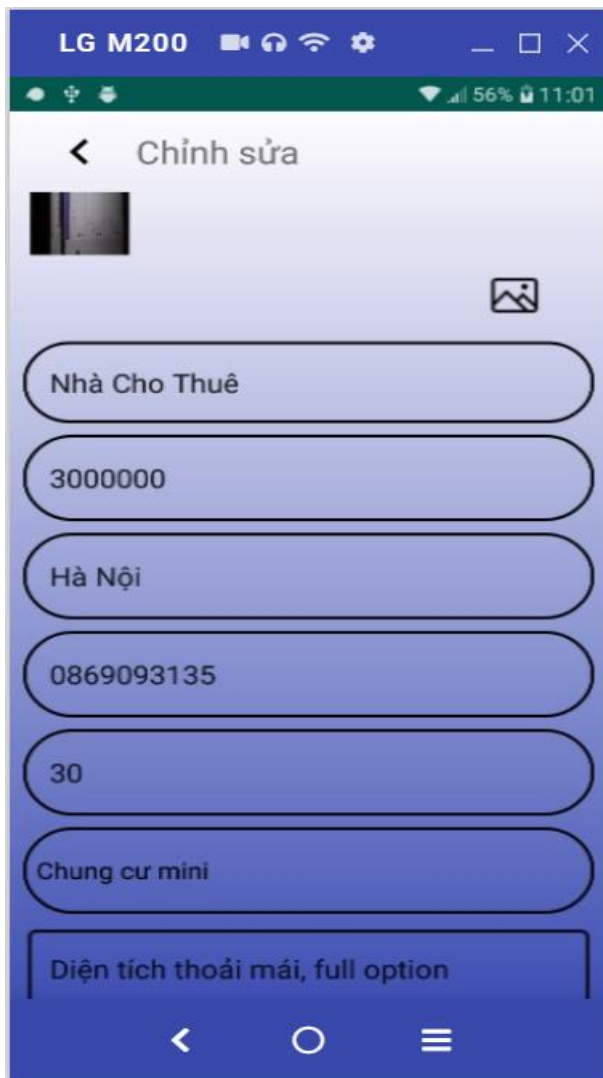 LG M200
56% 11:01
Chỉnh sửa
Nhà Cho Thuê
3000000
Hà Nội
0869093135
30
Chung cư mini
Diện tích thoải mái, full option